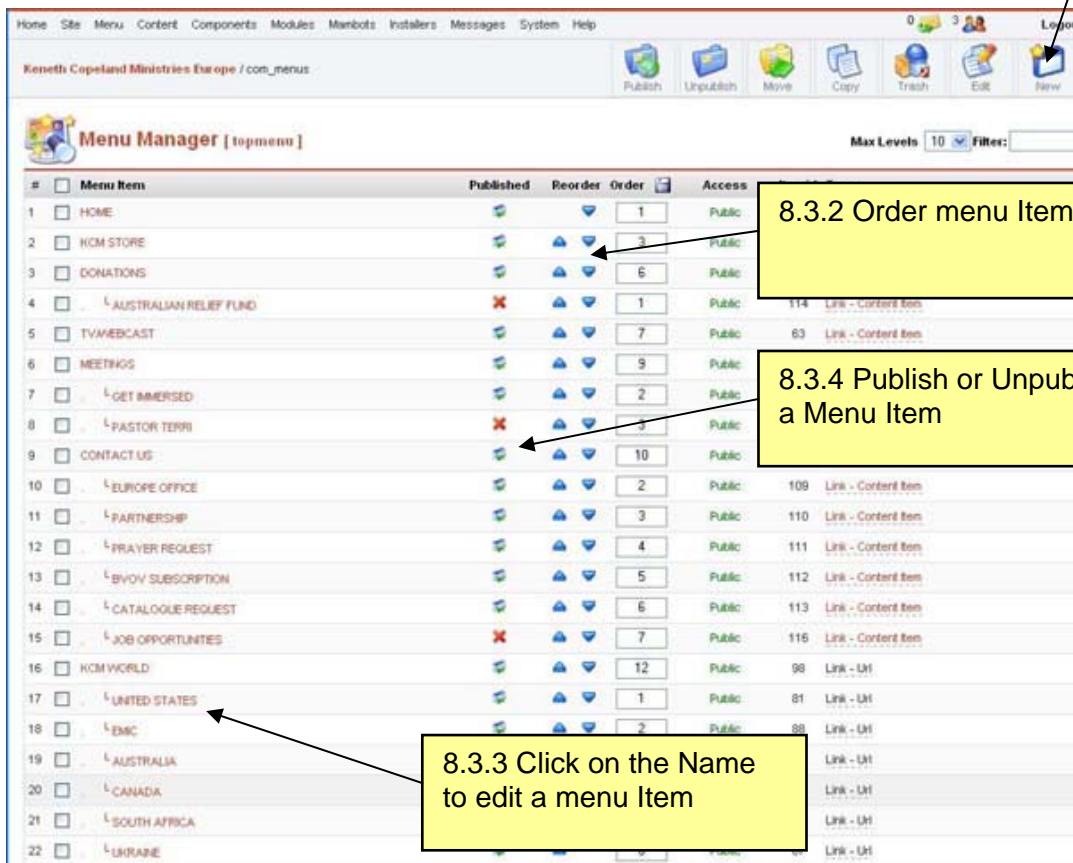 Home Site Menu Content Components Modules Mambots Installers Messages System Help 0 3 Logou
Keneth Copeland Ministries Europe / com_menus
Publish Unpublish Move Copy Trash Edit New
Menu Manager [ topmenu ] Max Levels 10 Filter:
# Menu Item Published Reorder Order Access
1 HOME 1 Public
8.3.2 Order menu Item
2 KCM STORE 3 Public
3 DONATIONS 6 Public
4 AUSTRALIAN RELIEF FUND 1 Public 114 Link - Content Item
5 TV/WEBCAST 7 Public 63 Link - Content Item
6 MEETINGS 9 Public
8.3.4 Publish or Unpub
a Menu Item
7 GET IMMERSED 2 Public
8 PASTOR TERRI 3 Public
9 CONTACT US 10 Public
10 EUROPE OFFICE 2 Public 109 Link - Content Item
11 PARTNERSHIP 3 Public 110 Link - Content Item
12 PRAYER REQUEST 4 Public 111 Link - Content Item
13 BVOV SUBSCRIPTION 5 Public 112 Link - Content Item
14 CATALOGUE REQUEST 6 Public 113 Link - Content Item
15 JOB OPPORTUNITIES 7 Public 116 Link - Content Item
16 KCM WORLD 12 Public 98 Link - Url
17 UNITED STATES 1 Public 81 Link - Url
18 EMIC 2 Public 88 Link - Url
8.3.3 Click on the Name
to edit a menu Item
19 AUSTRALIA Link - Url
20 CANADA Link - Url
21 SOUTH AFRICA Link - Url
22 UKRAINE Link - Url